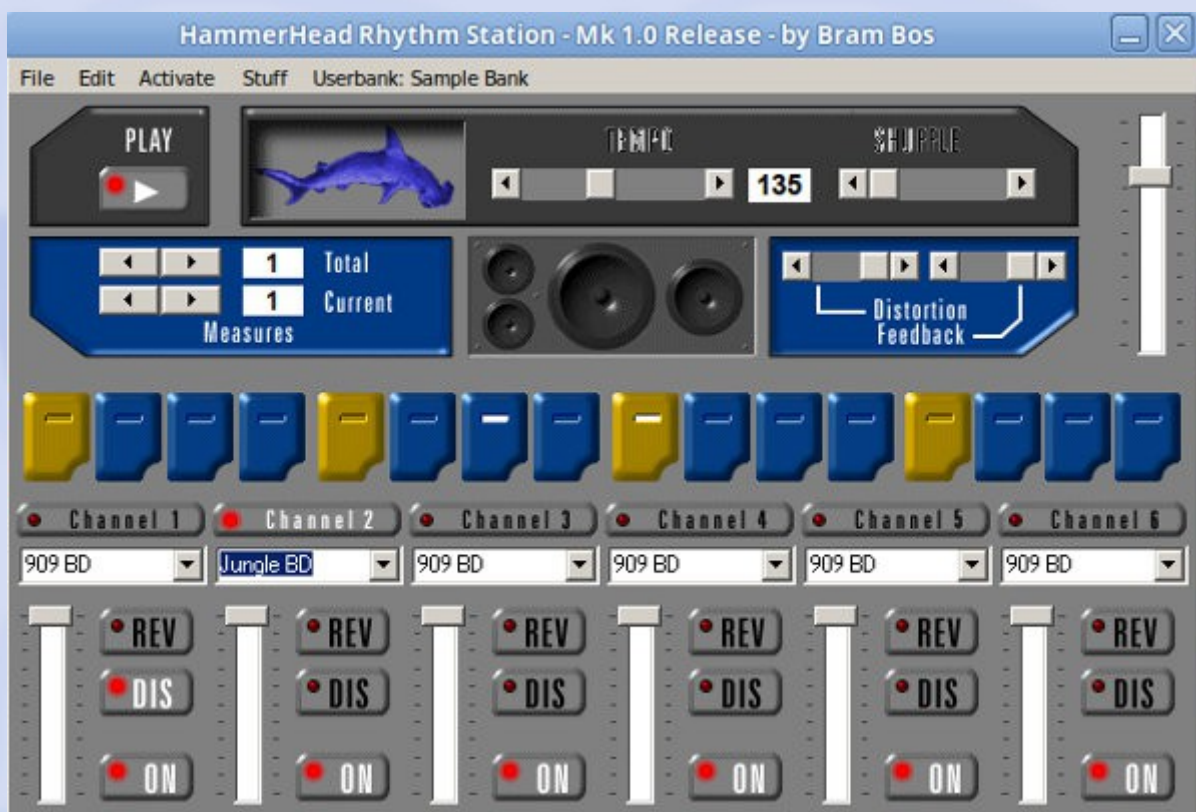 HammerHead Rhythm Station - Mk 1.0 Release - by Bram Bos
File Edit Activate Stuff Userbank: Sample Bank
PLAY
TEMPO
SHUFFLE
135
1 Total
1 Current
Measures
Distortion
Feedback
Channel 1 Channel 2 Channel 3 Channel 4 Channel 5 Channel 6
909 BD Jungle BD 909 BD 909 BD 909 BD 909 BD
REV REV REV REV REV REV
DIS DIS DIS DIS DIS DIS
ON ON ON ON ON ON